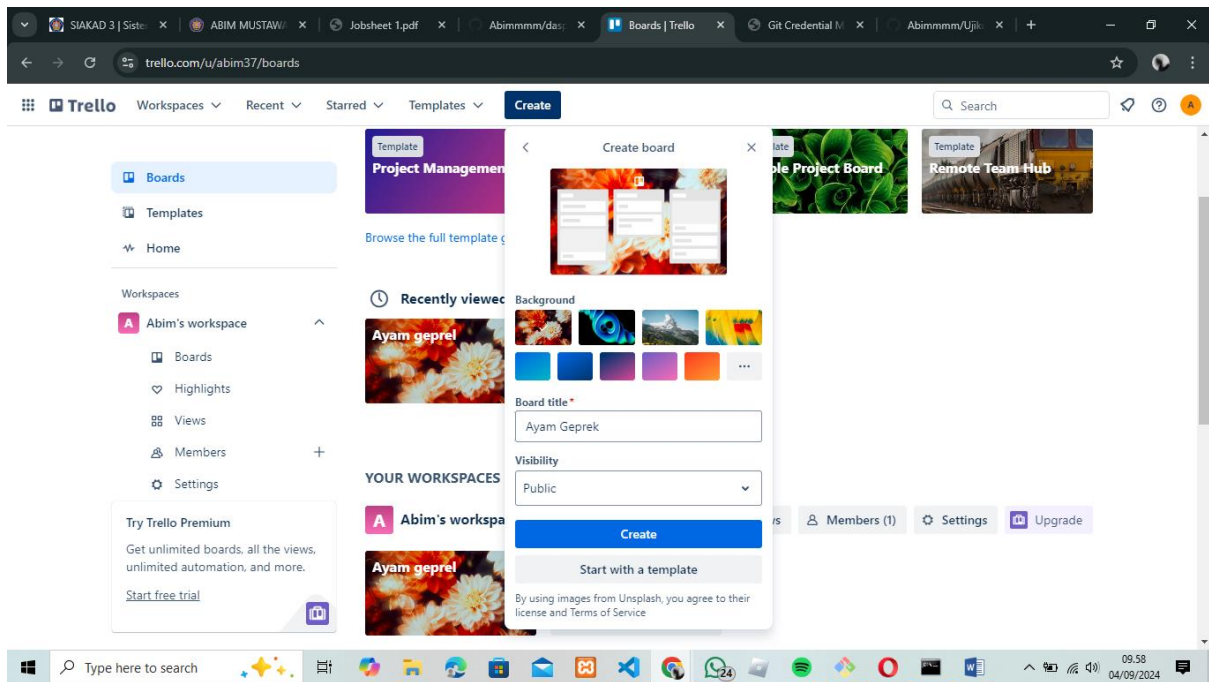 SIAKAD 3 | Siste
ABIM MUSTAWA
Jobsheet 1.pdf
Abimmmm/dasp
Boards | Trello
Git Credential M
Abimmmm/Ujik
trello.com/u/abim37/boards
Trello
Workspaces
Recent
Starred
Templates
Create
Search
A
Boards
Templates
Home
Workspaces
A Abim's workspace
Boards
Highlights
Views
Members
Settings
Try Trello Premium
Get unlimited boards, all the views,
unlimited automation, and more.
Start free trial
Template
Project Managemen
late
ple Project Board
Template
Remote Team Hub
Browse the full template g
Recently viewed
Ayam geprel
YOUR WORKSPACES
A Abim's workspa
vs
Members (1)
Settings
Upgrade
Ayam geprel
Create board
Background
Board title *
Ayam Geprek
Visibility
Public
Create
Start with a template
By using images from Unsplash, you agree to their
license and Terms of Service
Type here to search
24
09.58
04/09/2024